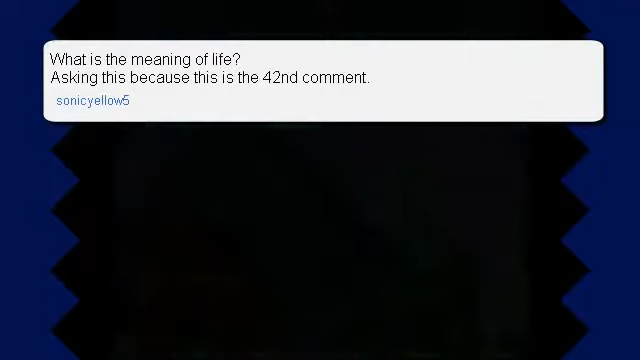 What is the meaning of life?
Asking this because this is the 42nd comment.
sonicyellow5